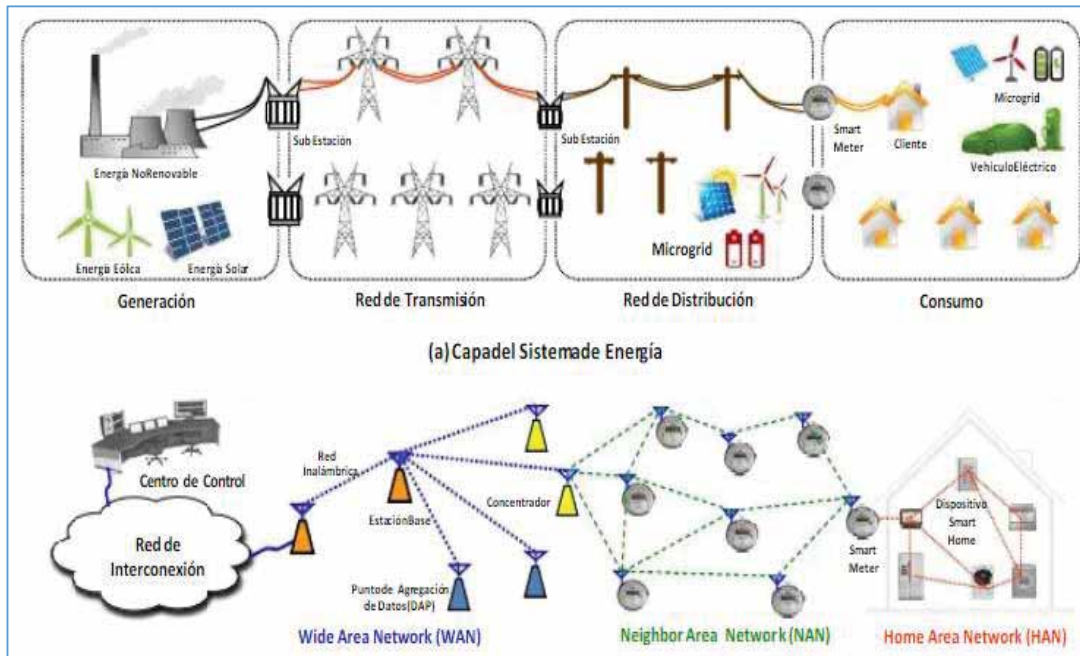 Sub Estación
Energía NoRenovable
Energía Eólca
Energía Solar
Sub Estación
Microgrid
Smart
Meter
Cliente
Microgrid
VehículoEléctrico
Generación
Red de Transmisión
Red de Distribución
Consumo
(a) Capadel Sistemade Energía
Centro de Control
Red de
Interconexión
Red
Inalámbrica
EstaciónBase
Concentrador
Puntode Agregación
de Datos(DAP)
Smart
Meter
Dispositivo
Smart
Home
Wide Area Network (WAN)
Neighbor Area Network (NAN)
Home Area Network (HAN)